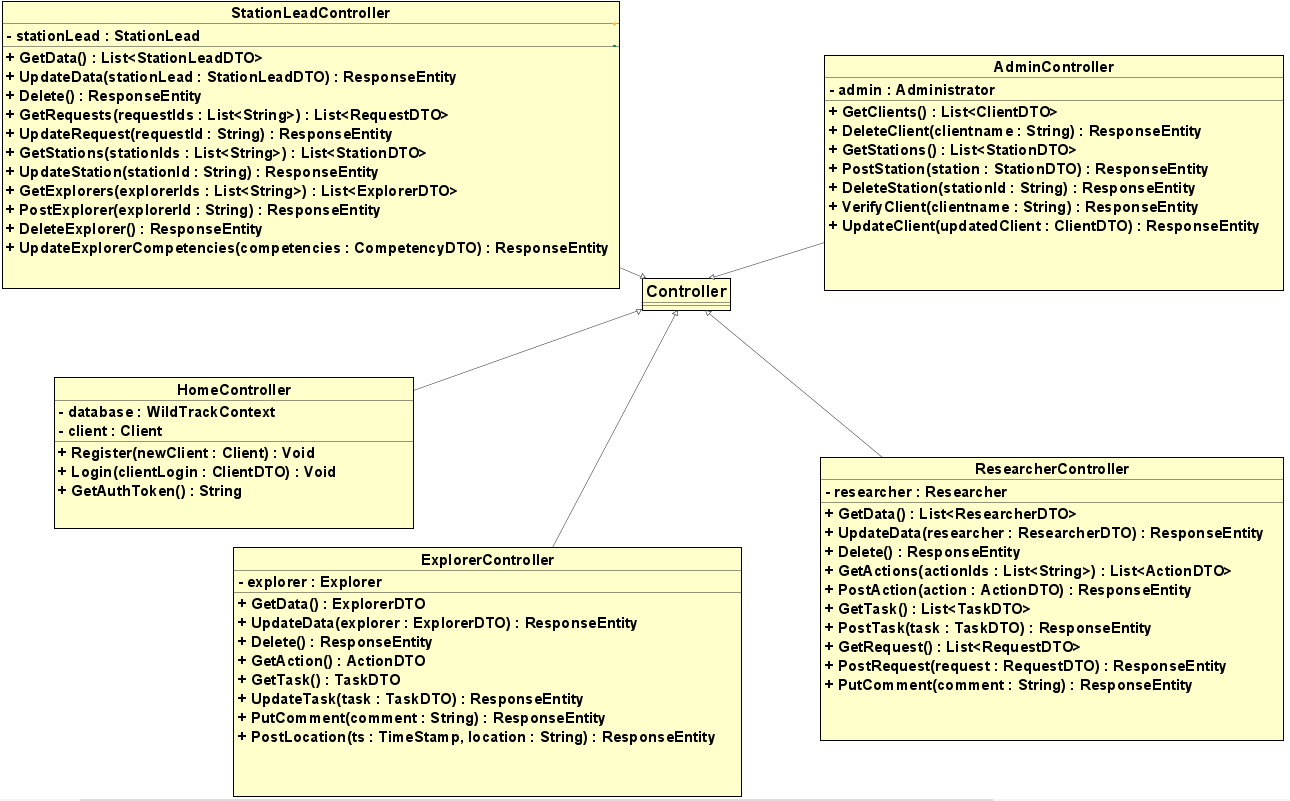 StationLeadController
- stationLead : StationLead
+ GetData() : List<StationLeadDTO>
+ UpdateData(stationLead : StationLeadDTO) : ResponseEntity
+ Delete() : ResponseEntity
+ GetRequests(requestIds : List<String>) : List<RequestDTO>
+ UpdateRequest(requestId : String) : ResponseEntity
+ GetStations(stationIds : List<String>) : List<StationDTO>
+ UpdateStation(stationId : String) : ResponseEntity
+ GetExplorers(explorerIds : List<String>) : List<ExplorerDTO>
+ PostExplorer(explorerId : String) : ResponseEntity
+ DeleteExplorer() : ResponseEntity
+ UpdateExplorerCompetencies(competencies : CompetencyDTO) : ResponseEntity
AdminController
- admin : Administrator
+ GetClients() : List<ClientDTO>
+ DeleteClient(clientname : String) : ResponseEntity
+ GetStations() : List<StationDTO>
+ PostStation(station : StationDTO) : ResponseEntity
+ DeleteStation(stationId : String) : ResponseEntity
+ VerifyClient(clientname : String) : ResponseEntity
+ UpdateClient(updatedClient : ClientDTO) : ResponseEntity
Controller
HomeController
- database : WildTrackContext
- client : Client
+ Register(newClient : Client) : Void
+ Login(clientLogin : ClientDTO) : Void
+ GetAuthToken() : String
ExplorerController
- explorer : Explorer
+ GetData() : ExplorerDTO
+ UpdateData(explorer : ExplorerDTO) : ResponseEntity
+ Delete() : ResponseEntity
+ GetAction() : ActionDTO
+ GetTask() : TaskDTO
+ UpdateTask(task : TaskDTO) : ResponseEntity
+ PutComment(comment : String) : ResponseEntity
+ PostLocation(ts : TimeStamp, location : String) : ResponseEntity
ResearcherController
- researcher : Researcher
+ GetData() : List<ResearcherDTO>
+ UpdateData(researcher : ResearcherDTO) : ResponseEntity
+ Delete() : ResponseEntity
+ GetActions(actionIds : List<String>) : List<ActionDTO>
+ PostAction(action : ActionDTO) : ResponseEntity
+ GetTask() : List<TaskDTO>
+ PostTask(task : TaskDTO) : ResponseEntity
+ GetRequest() : List<RequestDTO>
+ PostRequest(request : RequestDTO) : ResponseEntity
+ PutComment(comment : String) : ResponseEntity